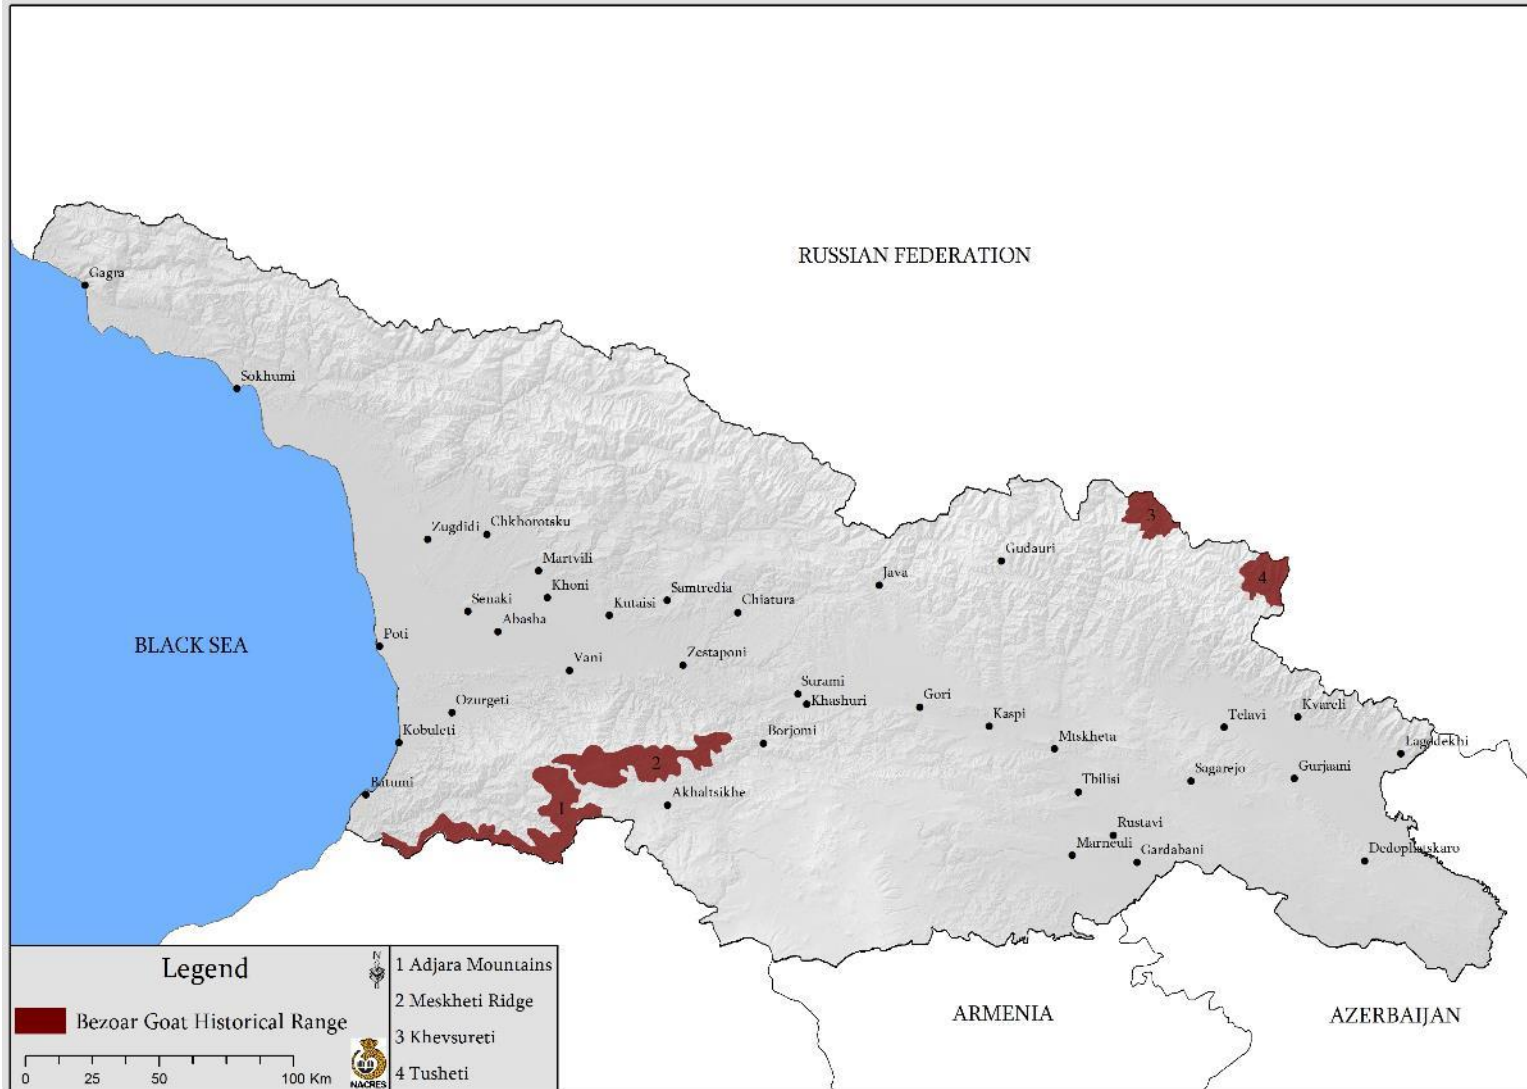 RUSSIAN FEDERATION
Gagra
Sokhumi
Zugdidi
Chkhorotsku
Martvili
Khoni
Senaki
Abasha
Kutaisi
Samtredia
Chiatura
Java
Gudauri
3
4
BLACK SEA
Poti
Vani
Zestaponi
Surami
Khashuri
Gori
Kaspi
Mtskheta
Telavi
Kvareli
Lagodekhi
Ozurgeti
Kobuleti
Borjomi
2
Batumi
1
Akhaltsikhe
Tbilisi
Sagarejo
Gurjaani
Rustavi
Marneuli
Gardabani
Dedophatskaro
ARMENIA
AZERBAIJAN
Legend
N
Bezoar Goat Historical Range
0 25 50 100 Km
NACRES
1 Adjara Mountains
2 Meskheti Ridge
3 Khevsureti
4 Tusheti